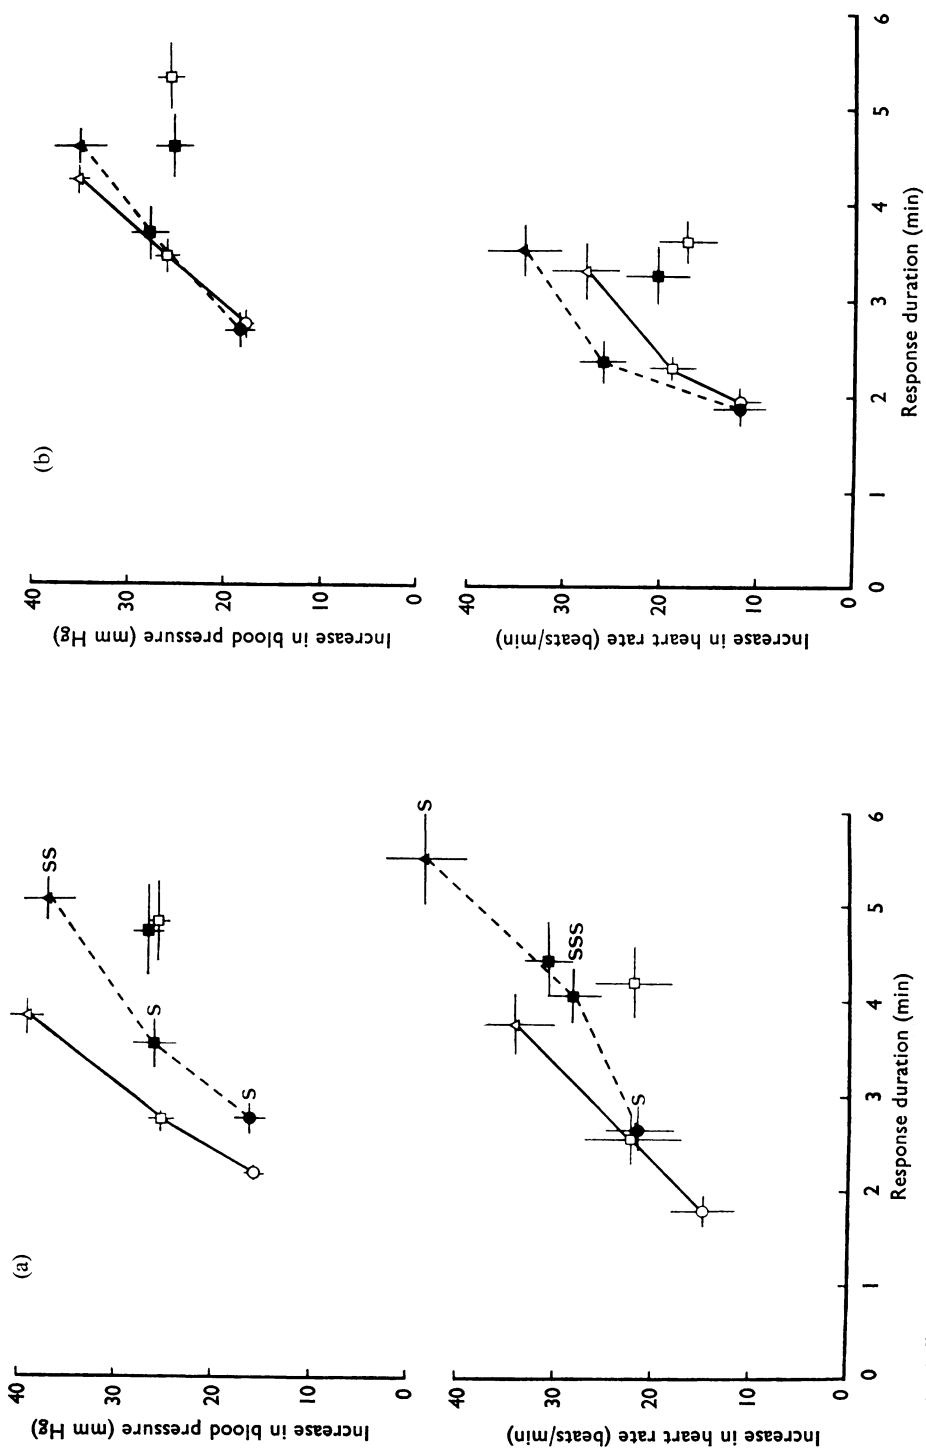 (a)
Increase in blood pressure (mm Hg)
40
30
20
10
0
s
s
ss
Increase in heart rate (beats/min)
40
30
20
10
0
s
sss
s
0 1 2 3 4 5 6
Response duration (min)
(b)
Increase in blood pressure (mm Hg)
40
30
20
10
0
Increase in heart rate (beats/min)
40
30
20
10
0
0 1 2 3 4 5 6
Response duration (min)